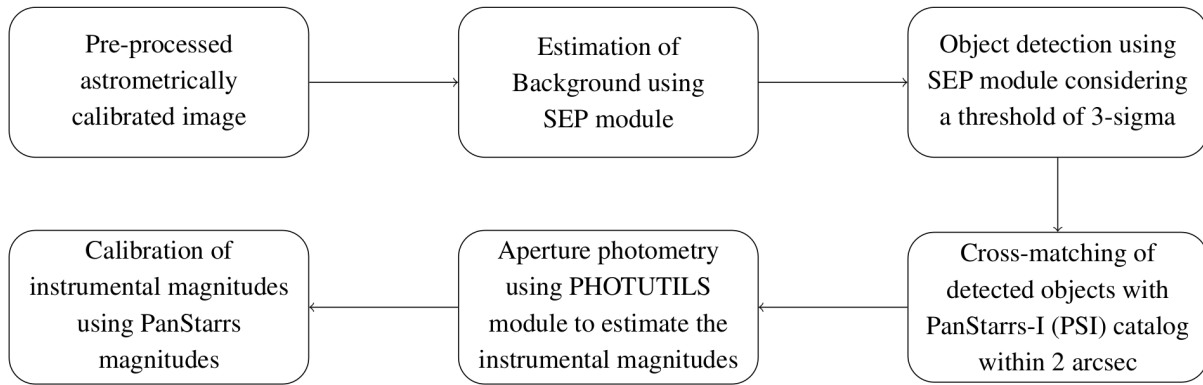 Pre-processed
astrometrically
calibrated image
Estimation of
Background using
SEP module
Object detection using
SEP module considering
a threshold of 3-sigma
Cross-matching of
detected objects with
PanStarrs-I (PSI) catalog
within 2 arcsec
Aperture photometry
using PHOTUTILS
module to estimate the
instrumental magnitudes
Calibration of
instrumental magnitudes
using PanStarrs
magnitudes